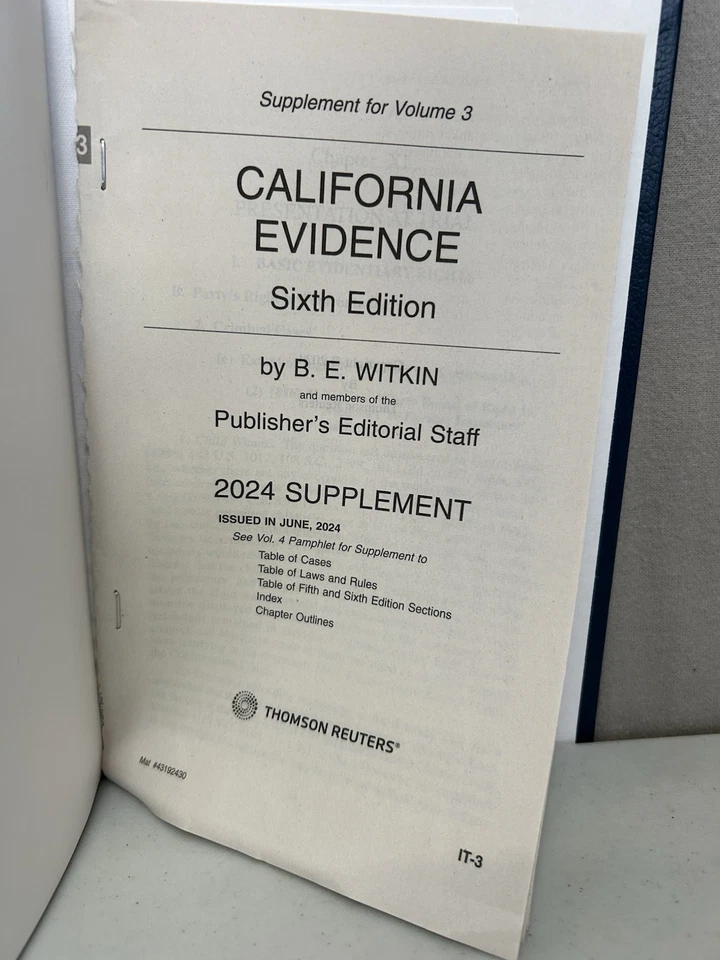 Supplement for Volume 3
3
CALIFORNIA
EVIDENCE
Sixth Edition
by B. E. WITKIN
and members of the
Publisher's Editorial Staff
2024 SUPPLEMENT
ISSUED IN JUNE, 2024
See Vol. 4 Pamphlet for Supplement to
Table of Cases
Table of Laws and Rules
Table of Fifth and Sixth Edition Sections
Index
Chapter Outlines
THOMSON REUTERS®
Mat #43192430
IT-3